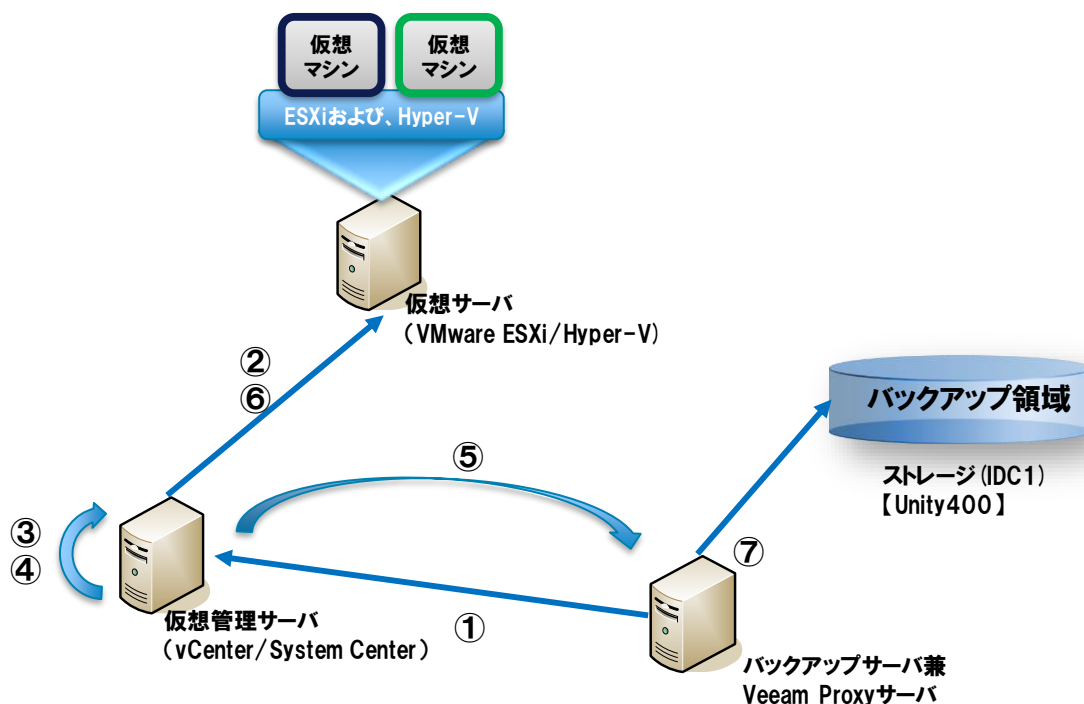 仮想
マシン
仮想
マシン
ESXiおよび、Hyper-V
仮想サーバ
(VMware ESXi/Hyper-V)
②
⑥
バックアップ領域
ストレージ(IDC1)
【Unity400】
⑤
③
④
⑦
①
仮想管理サーバ
(vCenter/System Center)
バックアップサーバ兼
Veeam Proxyサーバ